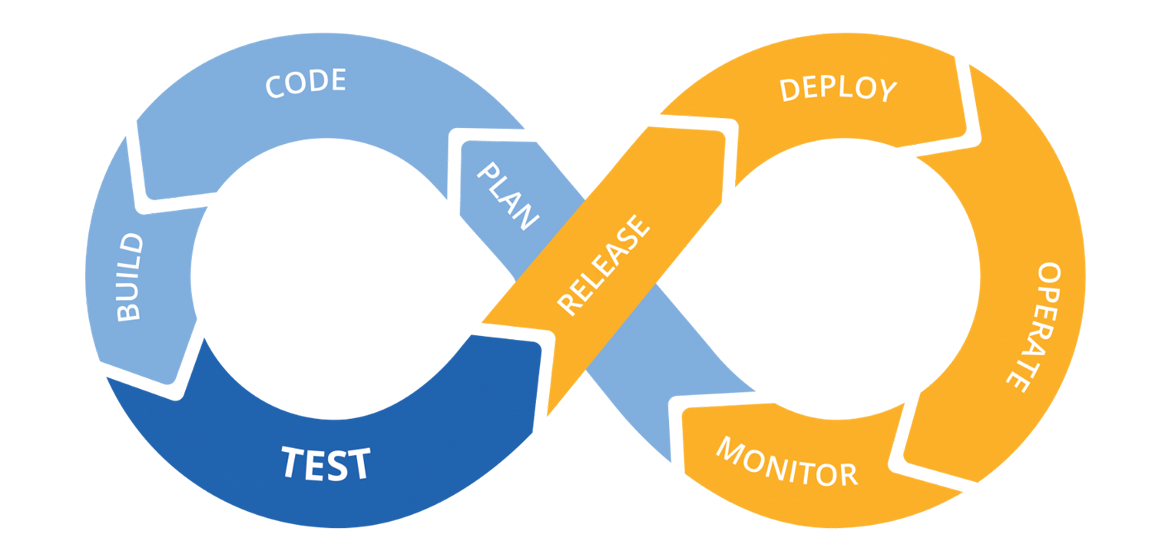 PLAN
CODE
BUILD
TEST
RELEASE
DEPLOY
OPERATE
MONITOR